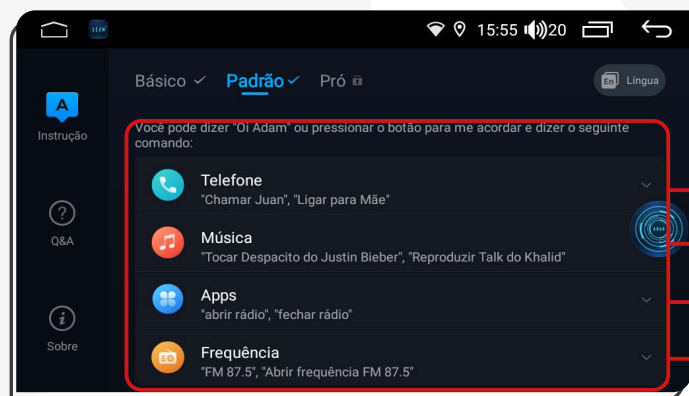 15:55 20
Básico Padrão Pró En Língua
A
Instrução
Você pode dizer "Oi Adam" ou pressionar o botão para me acordar e dizer o seguinte
comando:
Telefone
"Chamar Juan", "Ligar para Mãe"
?
Q&A
Música
"Tocar Despacito do Justin Bieber", "Reproduzir Talk do Khalid"
Apps
"abrir rádio", "fechar rádio"
i
Sobre
Frequência
"FM 87.5", "Abrir frequência FM 87.5"